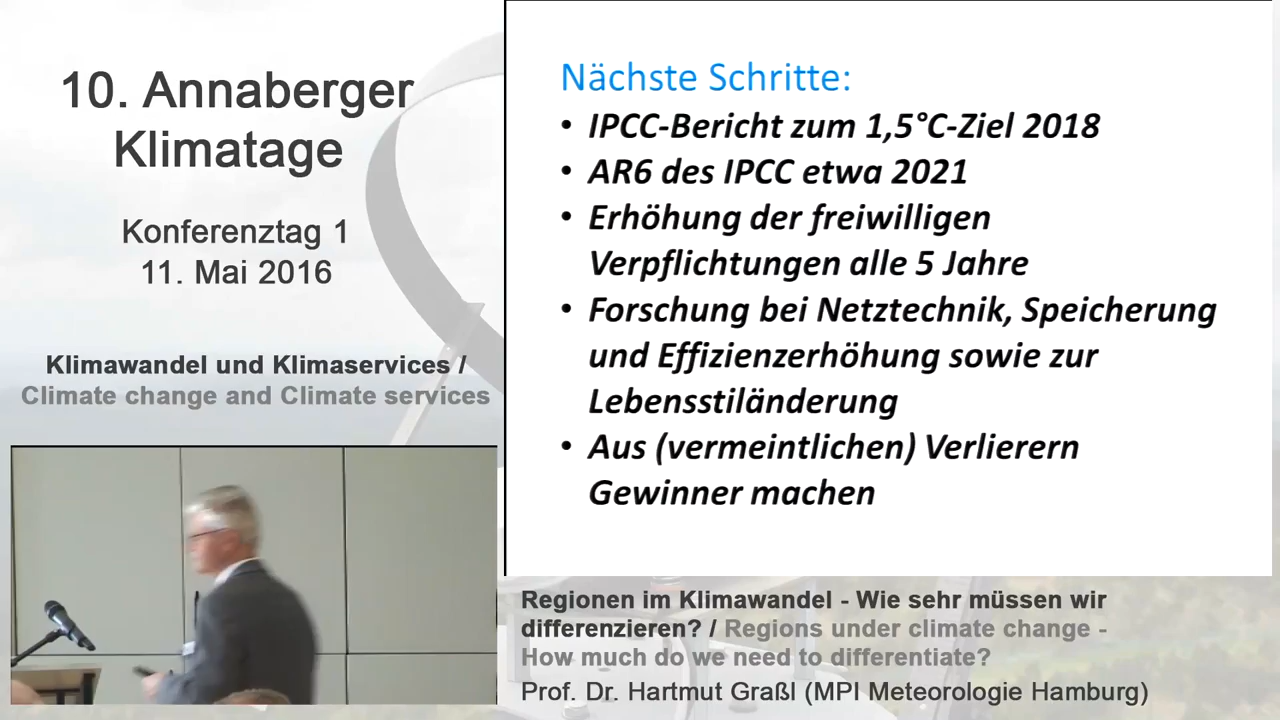 10. Annaberger
Klimatage
Konferenztag 1
11. Mai 2016
Klimawandel und Klimaservices /
Climate change and Climate services
Nächste Schritte:
• IPCC-Bericht zum 1,5°C-Ziel 2018
• AR6 des IPCC etwa 2021
• Erhöhung der freiwilligen
Verpflichtungen alle 5 Jahre
• Forschung bei Netztechnik, Speicherung
und Effizienzerhöhung sowie zur
Lebensstiländerung
• Aus (vermeintlichen) Verlierern
Gewinner machen
Regionen im Klimawandel - Wie sehr müssen wir
differenzieren? / Regions under climate change -
How much do we need to differentiate?
Prof. Dr. Hartmut Graßl (MPI Meteorologie Hamburg)